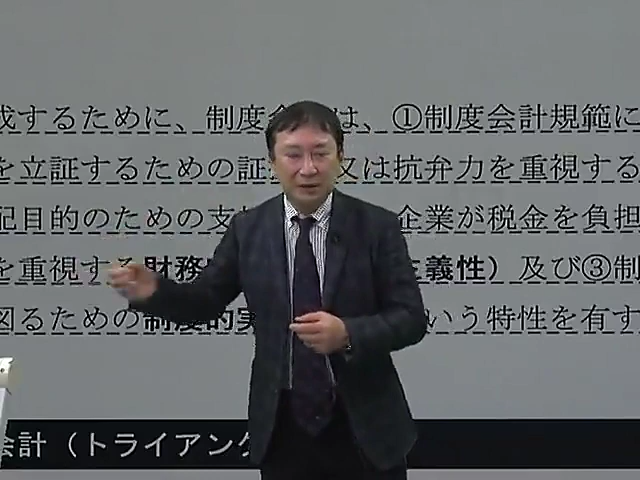 成するために、制度会 は、①制度会計規範に
を立証するための証 又は抗弁力を重視する
記目的のための支 企業が税金を負担
を重視する財務 主義性）及び③制
図るための制度的実 いう特性を有す
会計（トライアング